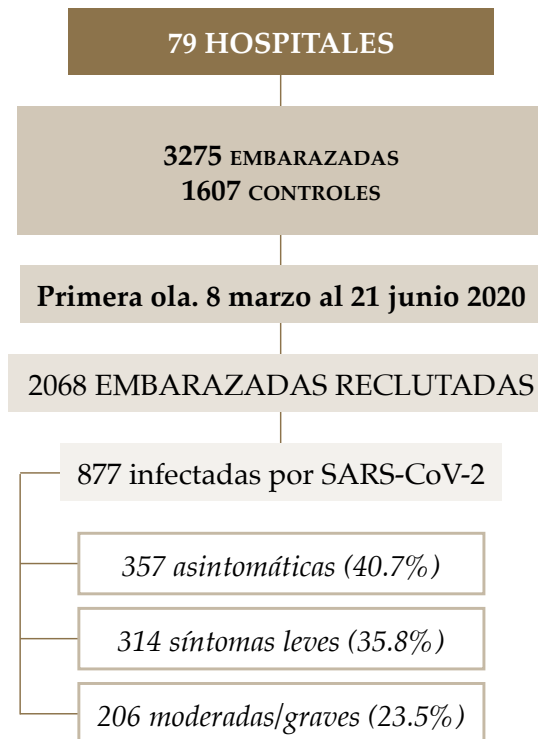 79 HOSPITALES
3275 EMBARAZADAS
1607 CONTROLES
Primera ola. 8 marzo al 21 junio 2020
2068 EMBARAZADAS RECLUTADAS
877 infectadas por SARS-CoV-2
357 asintomáticas (40.7%)
314 síntomas leves (35.8%)
206 moderadas/graves (23.5%)